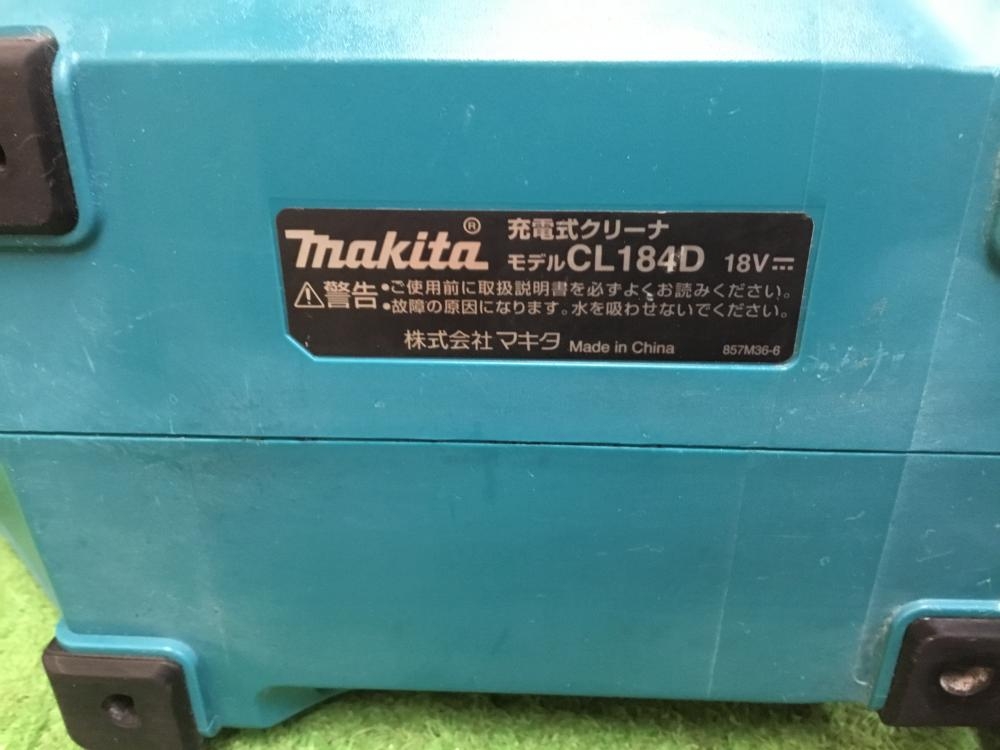 makita®
充電式クリーナ
モデルCL184D 18V
警告
•ご使用前に取扱説明書を必ずよくお読みください。
•故障の原因になります。水を吸わせないでください。
株式会社マキタ Made in China 857M36-6